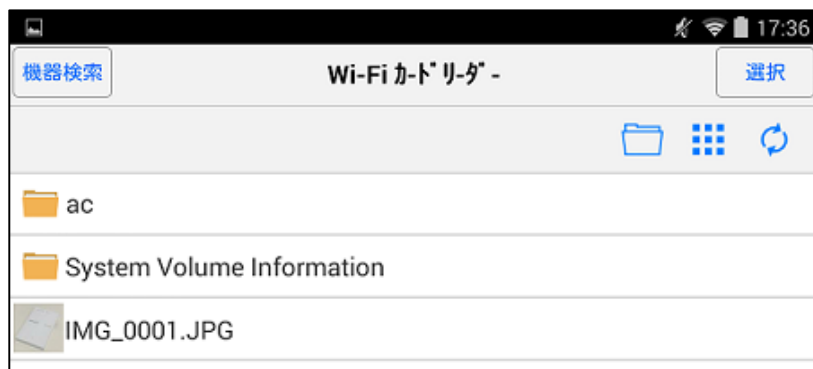 17:36
機器検索 Wi-Fi ｶｰﾄﾞﾘｰﾀﾞｰ 選択
ac
System Volume Information
IMG_0001.JPG